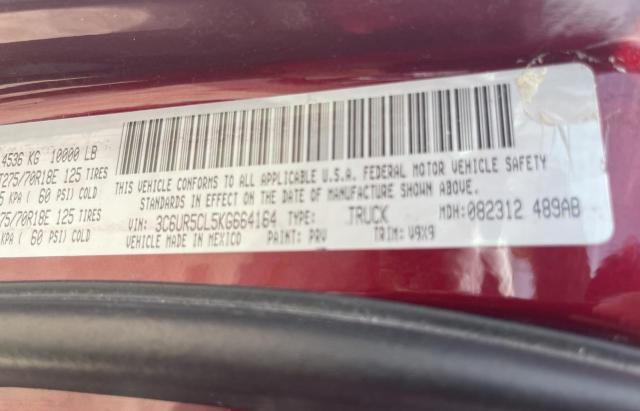 4536 KG 10000 LB
T275/70R18E 125 TIRES
5 KPA ( 60 PSI) COLD
75/70R18E 125 TIRES
KPA ( 60 PSI) COLD
THIS VEHICLE CONFORMS TO ALL APPLICABLE U.S.A. FEDERAL MOTOR VEHICLE SAFETY
STANDARDS IN EFFECT ON THE DATE OF MANUFACTURE SHOWN ABOVE.
VIN: 3C6UR5CL5KG664164 TYPE: TRUCK MDH:082312 489AB
VEHICLE MADE IN MEXICO PAINT: PRV TRIM: V9X9